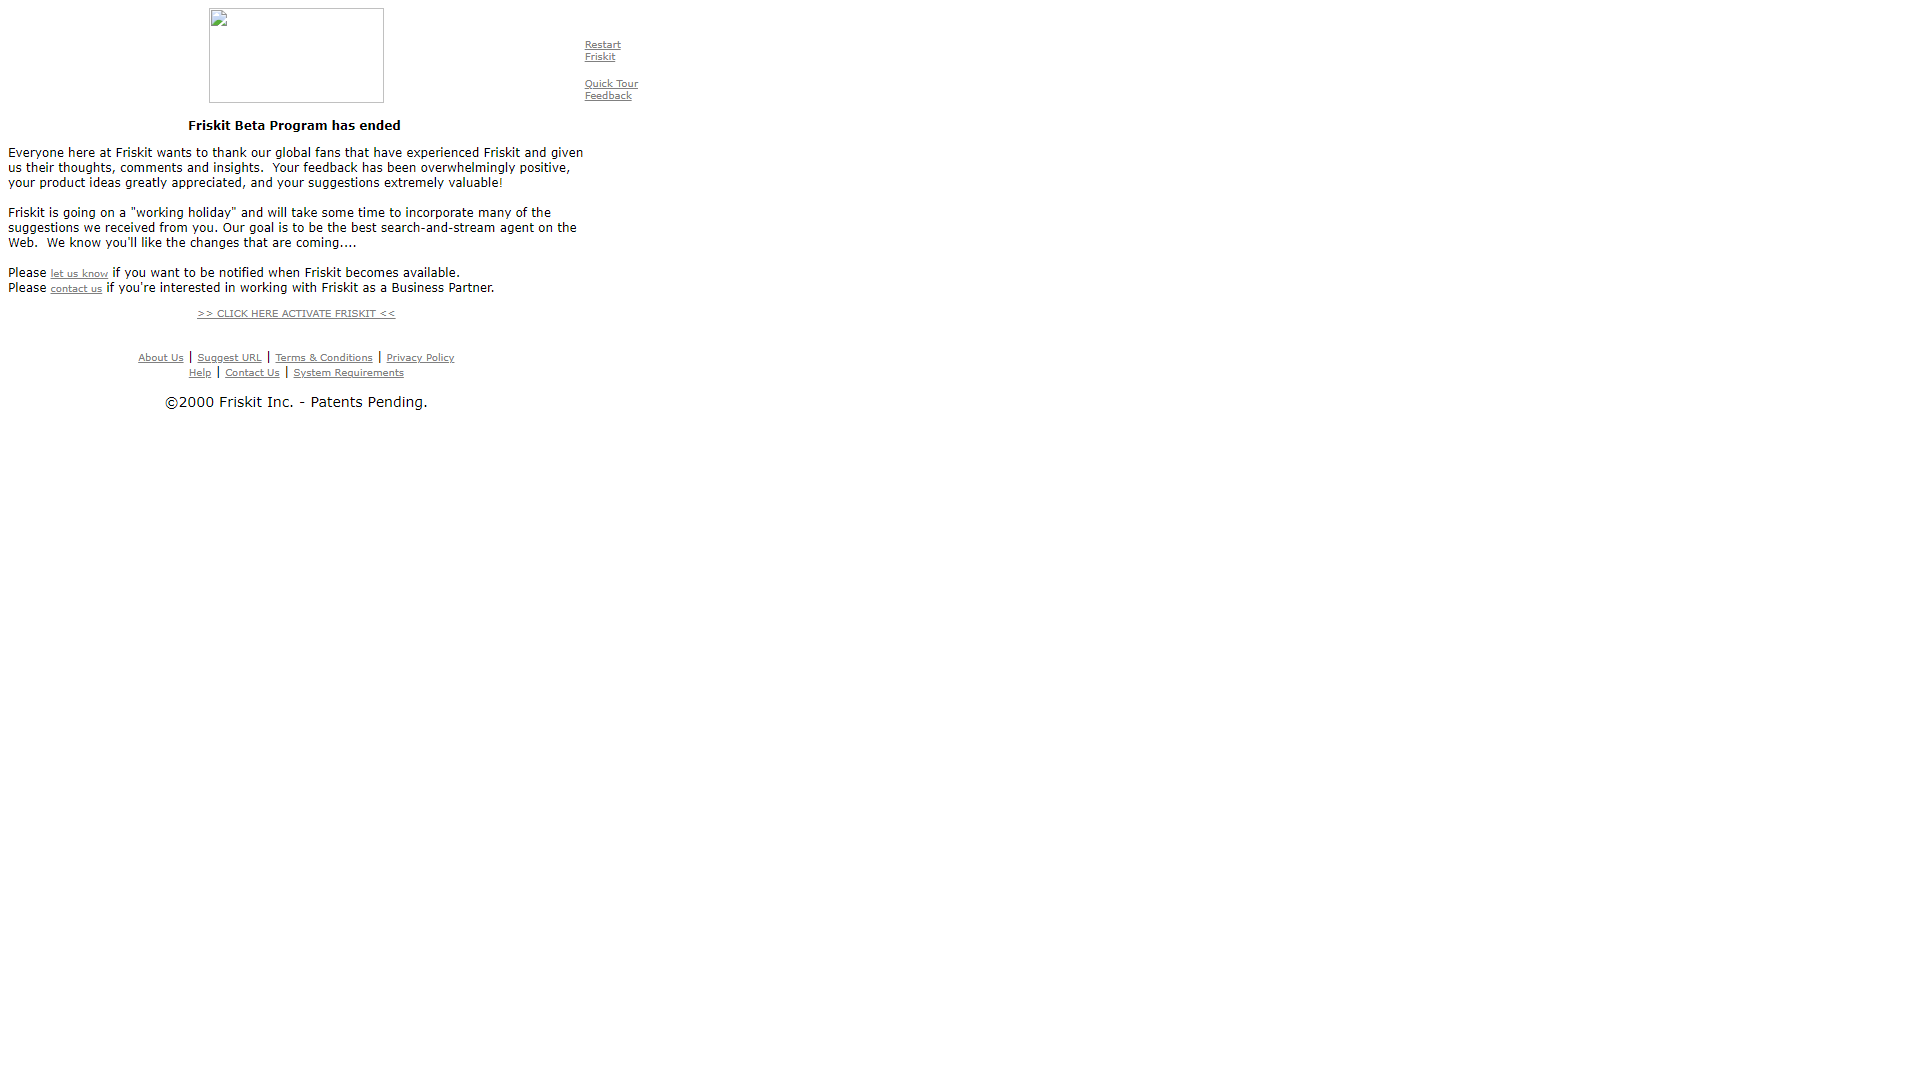 Restart
Friskit
Quick Tour
Feedback
Friskit Beta Program has ended
Everyone here at Friskit wants to thank our global fans that have experienced Friskit and given
us their thoughts, comments and insights.  Your feedback has been overwhelmingly positive,
your product ideas greatly appreciated, and your suggestions extremely valuable!
Friskit is going on a "working holiday" and will take some time to incorporate many of the
suggestions we received from you. Our goal is to be the best search-and-stream agent on the
Web.  We know you'll like the changes that are coming....
Please let us know if you want to be notified when Friskit becomes available.
Please contact us if you're interested in working with Friskit as a Business Partner.
>> CLICK HERE ACTIVATE FRISKIT <<
About Us | Suggest URL | Terms & Conditions | Privacy Policy
Help | Contact Us | System Requirements
©2000 Friskit Inc. - Patents Pending.